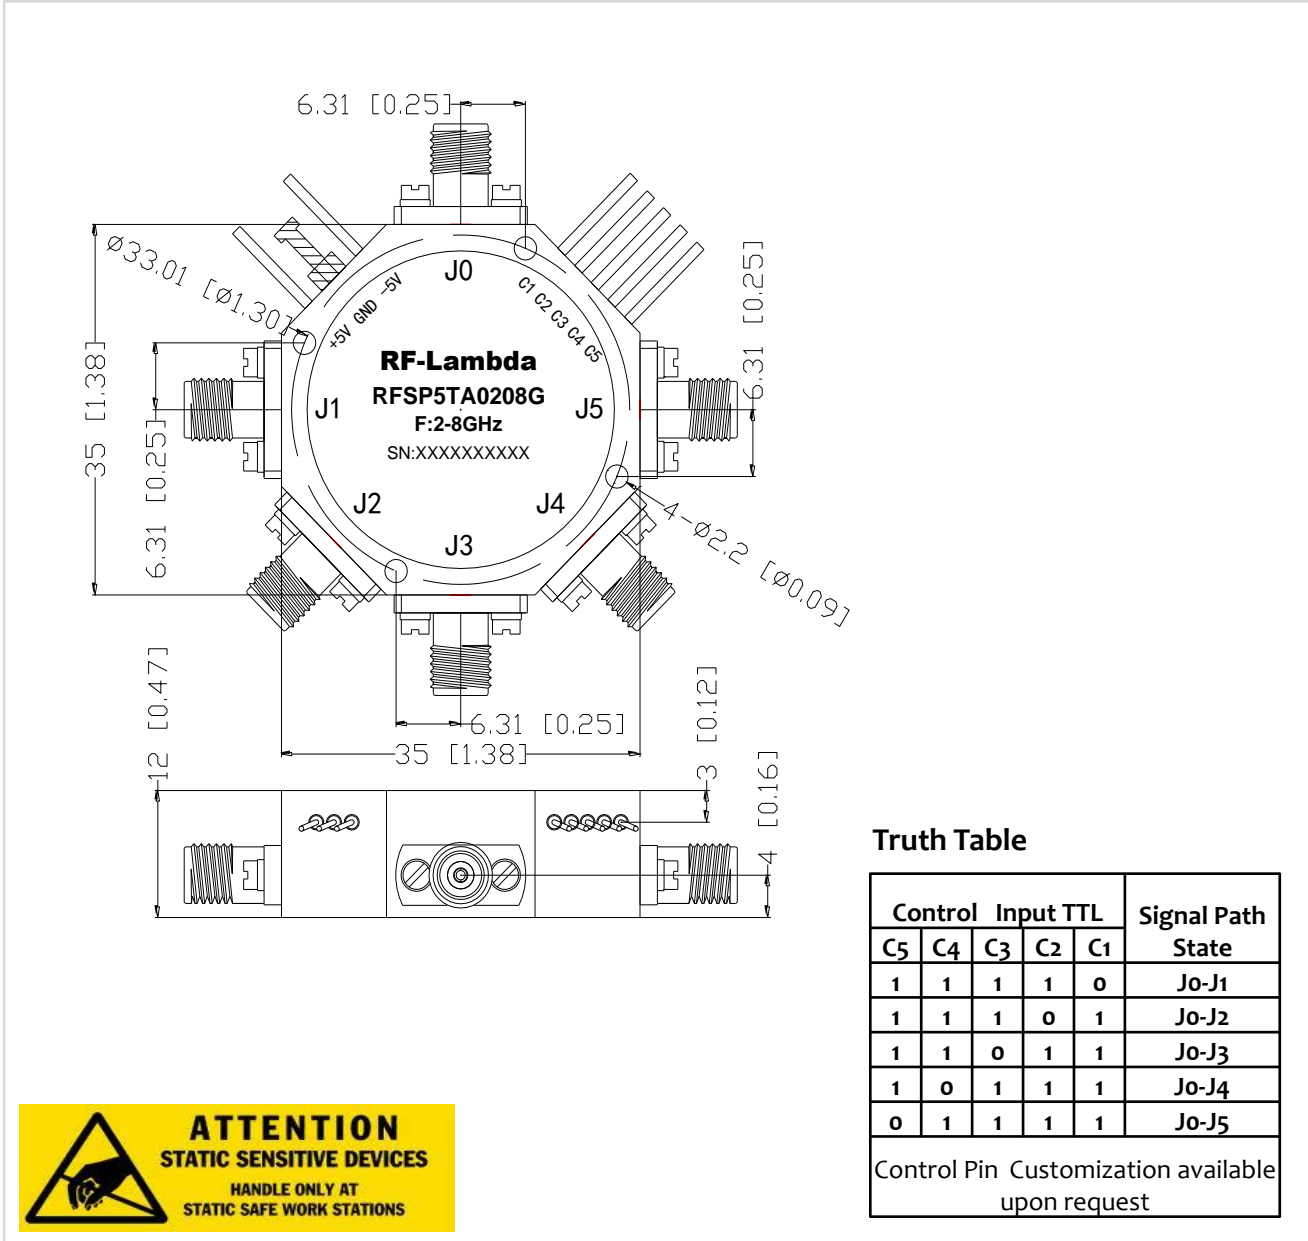 6.31 [0.25]
Ø33.01 [Ø1.30]
35 [1.38]
6.31 [0.25]
6.31 [0.25]
4-Ø2.2 [Ø0.09]
J0
+5V GND -5V
C1 C2 C3 C4 C5
RF-Lambda
RFSP5TA0208G
F:2-8GHz
SN:XXXXXXXXXX
J1
J5
J2
J4
J3
6.31 [0.25]
35 [1.38]
12 [0.47]
3 [0.12]
4 [0.16]
Truth Table
Control Input TTL
Signal Path State
C5 C4 C3 C2 C1
1 1 1 1 0 J0-J1
1 1 1 0 1 J0-J2
1 1 0 1 1 J0-J3
1 0 1 1 1 J0-J4
0 1 1 1 1 J0-J5
Control Pin Customization available
upon request
ATTENTION
STATIC SENSITIVE DEVICES
HANDLE ONLY AT
STATIC SAFE WORK STATIONS